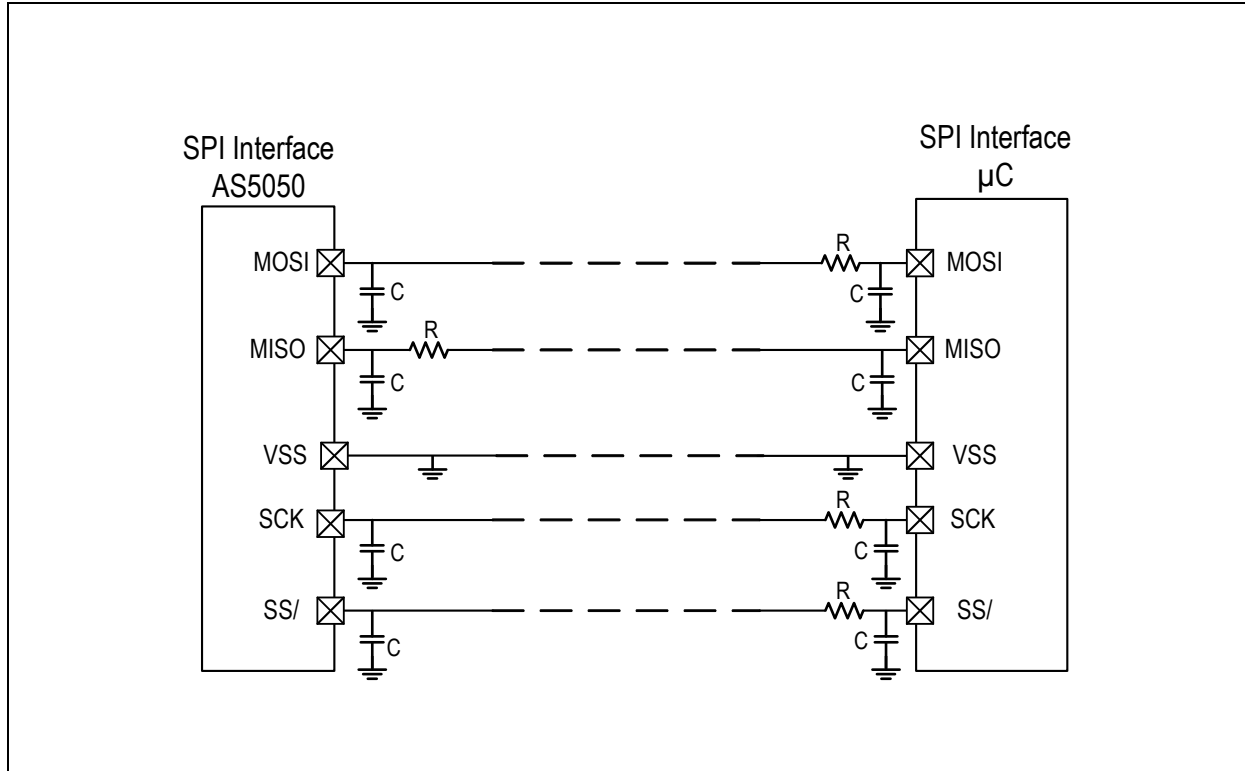 SPI Interface
AS5050
SPI Interface
µC
MOSI
C
R
C
MOSI
MISO
C
R
C
MISO
VSS
VSS
SCK
C
R
C
SCK
SS/
C
R
C
SS/